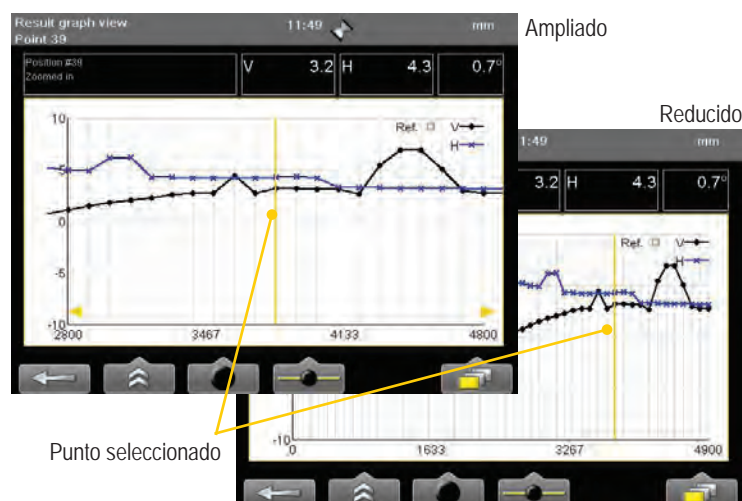 Result graph view 11:49 mm
Point 39
Ampliado
Position #39
Zoomed in
V 3.2 H 4.3 0.7°
10
Ref. V
H
5
0
-5
-10
2800 3467 4133 4800
Reducido
1:49 mm
3.2 H 4.3 0.7°
Ref. V
H
-10
0 1633 3267 4900
Punto seleccionado